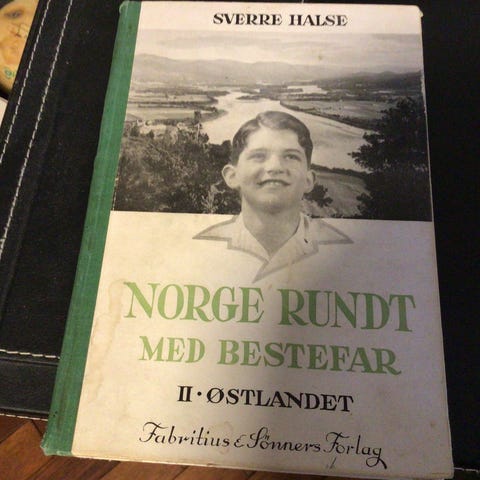 SVERRE HALSE
NORGE RUNDT
MED BESTEFAR
II · ØSTLANDET
Fabritius & Sønners Forlag